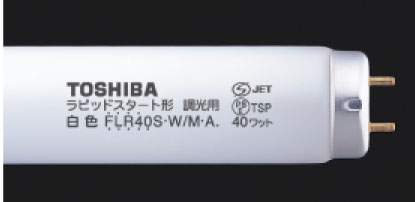 TOSHIBA
ラピッドスタート形 調光用
白色 FLR40S·W/M·A.
S JET
PS E TSP
40ワット